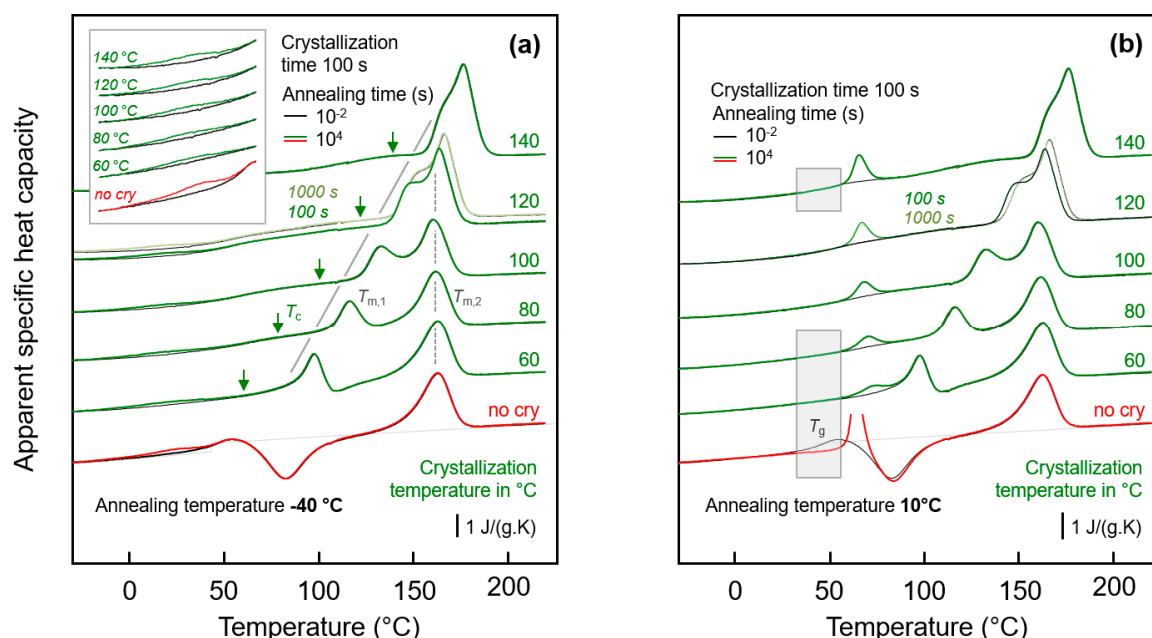 Apparent specific heat capacity
(a)
140 °C
120 °C
100 °C
80 °C
60 °C
no cry
Crystallization
time 100 s
Annealing time (s)
10-2
104
140
120
100
80
60
no cry
1000 s
100 s
Tc
Tm,1
Tm,2
Crystallization
temperature in °C
Annealing temperature -40 °C
1 J/(g.K)
0
50
100
150
200
Temperature (°C)
(b)
Crystallization time 100 s
Annealing time (s)
10-2
104
140
120
100
80
60
no cry
100 s
1000 s
Tg
Crystallization
temperature in °C
Annealing temperature 10°C
1 J/(g.K)
0
50
100
150
200
Temperature (°C)